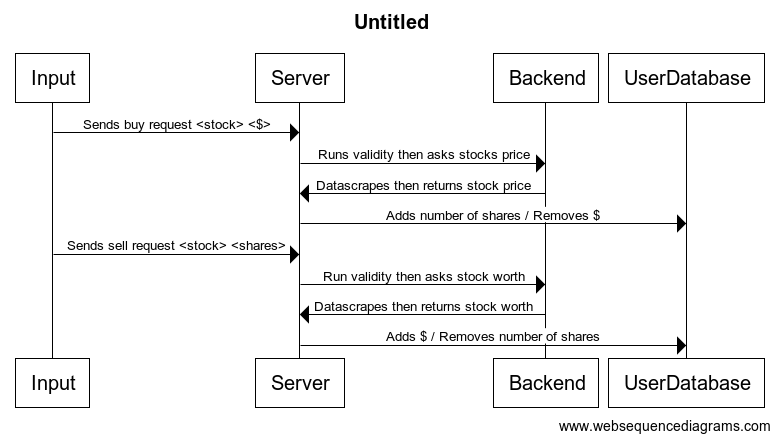 Untitled
Input Server Backend UserDatabase
Sends buy request <stock> <$>
Runs validity then asks stocks price
Datascrapes then returns stock price
Adds number of shares / Removes $
Sends sell request <stock> <shares>
Run validity then asks stock worth
Datascrapes then returns stock worth
Adds $ / Removes number of shares
Input Server Backend UserDatabase
www.websequencediagrams.com